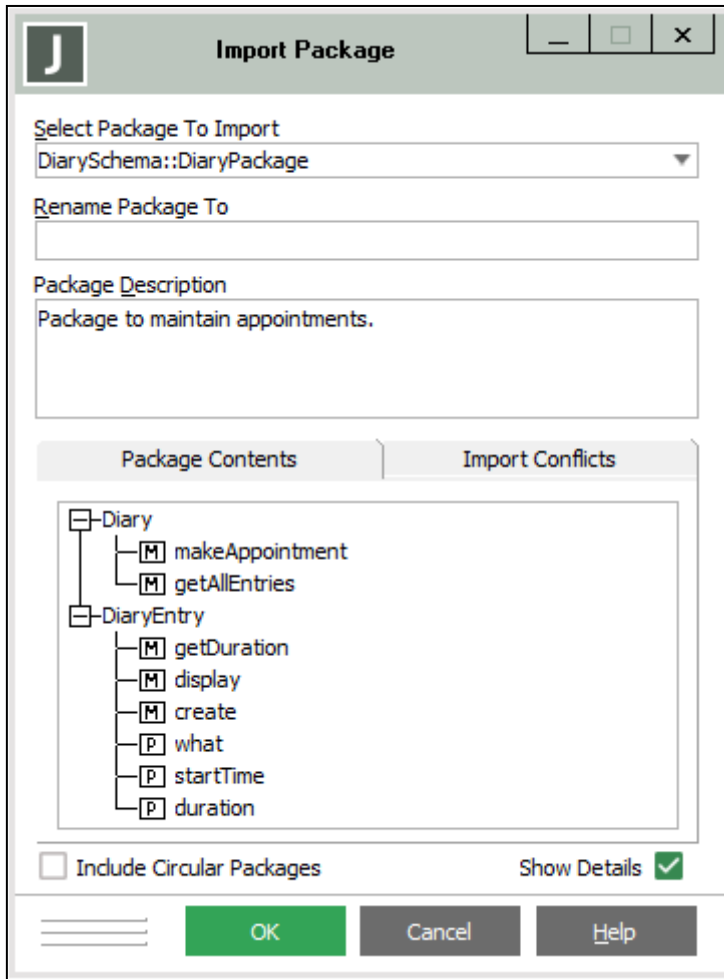 J
Import Package
Select Package To Import
DiarySchema::DiaryPackage
Rename Package To
Package Description
Package to maintain appointments.
Package Contents Import Conflicts
Diary
M makeAppointment
M getAllEntries
DiaryEntry
M getDuration
M display
M create
P what
P startTime
P duration
Include Circular Packages Show Details
OK Cancel Help